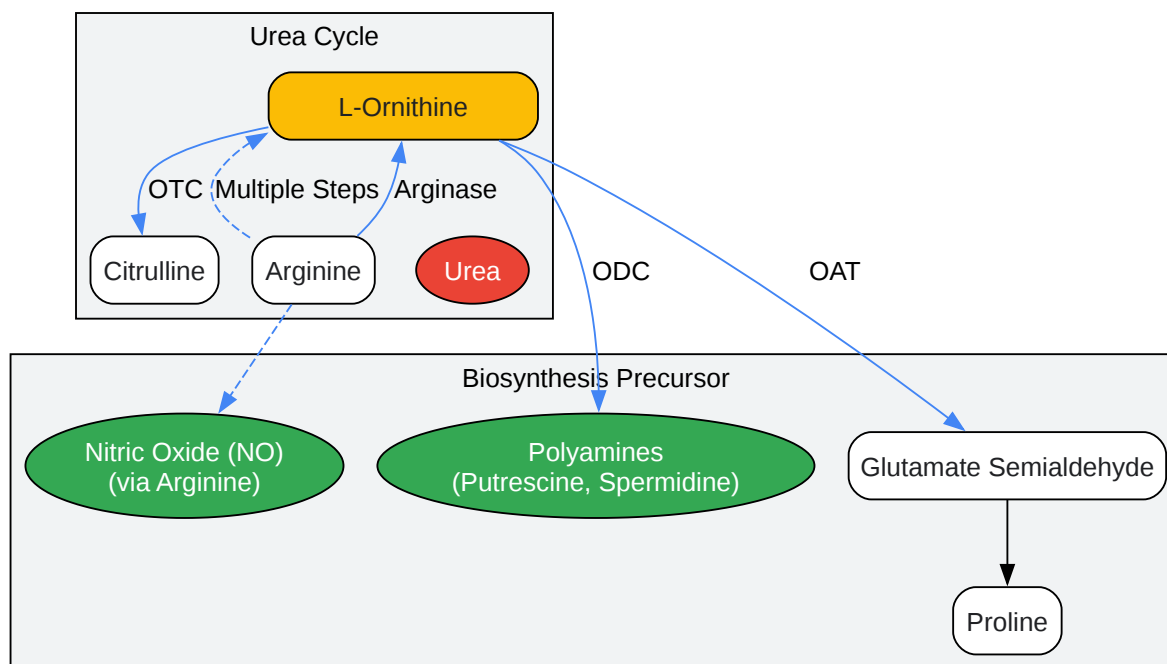 Urea Cycle
L-Ornithine
OTC
Multiple Steps
Arginase
Citrulline
Arginine
Urea
ODC
OAT
Biosynthesis Precursor
Nitric Oxide (NO)
(via Arginine)
Polyamines
(Putrescine, Spermidine)
Glutamate Semialdehyde
Proline